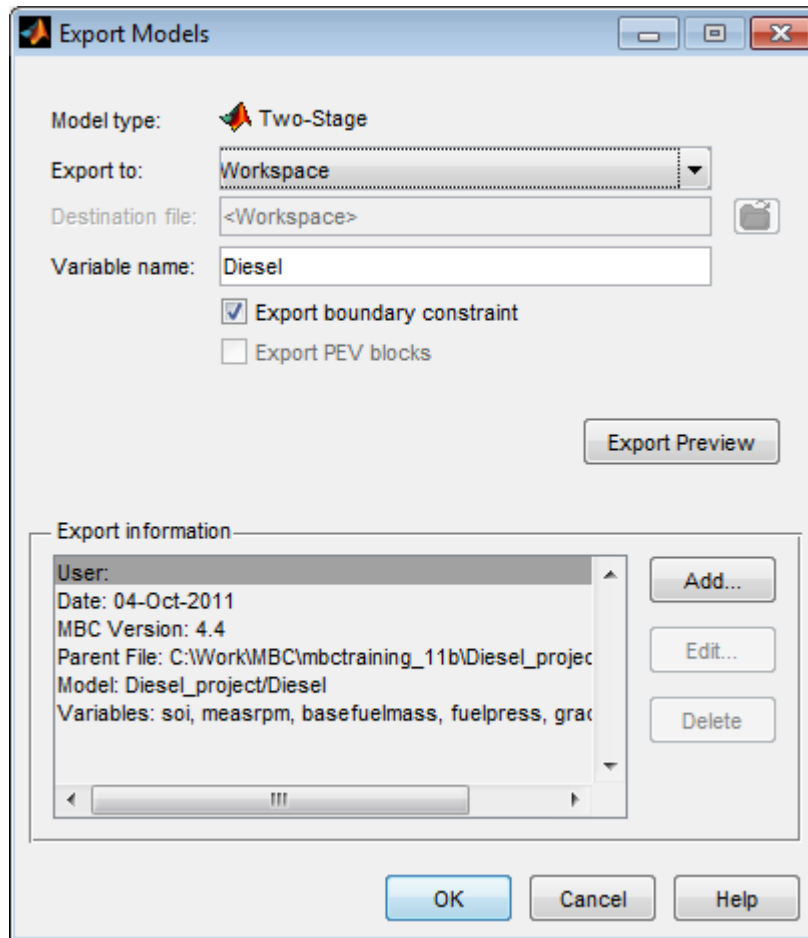 Export Models
Model type: Two-Stage
Export to: Workspace
Destination file: <Workspace>
Variable name: Diesel
Export boundary constraint
Export PEV blocks
Export Preview
Export information
User:
Date: 04-Oct-2011
MBC Version: 4.4
Parent File: C:\Work\MBC\mbctraining_11b\Diesel_projec
Model: Diesel_project/Diesel
Variables: soi, measrpm, basefuelmass, fuelpress, grac
Add...
Edit...
Delete
OK Cancel Help